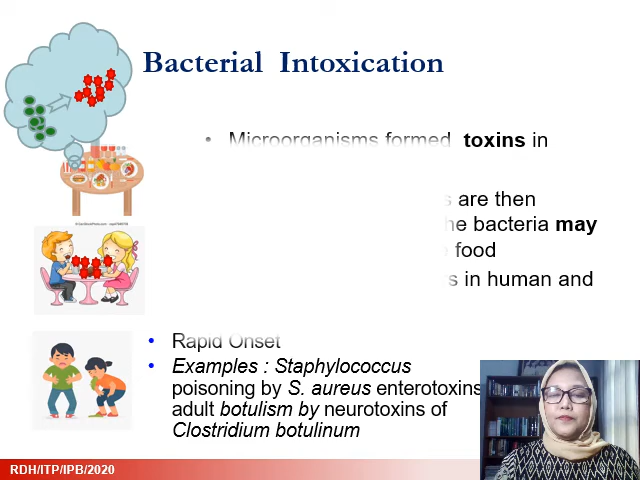 Bacterial Intoxication
• Microorganisms formed toxins in
are then
bacteria may
food
in human and
• Rapid Onset
• Examples : Staphylococcus
poisoning by S. aureus enterotoxins
adult botulism by neurotoxins of
Clostridium botulinum
RDH/ITP/IPB/2020